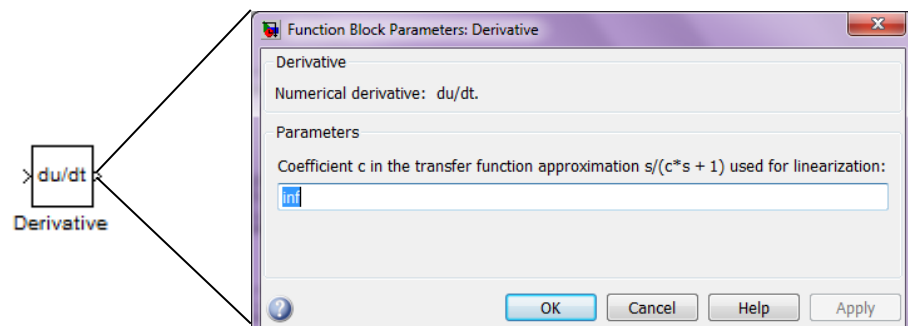 du/dt
Derivative
Function Block Parameters: Derivative
Derivative
Numerical derivative: du/dt.
Parameters
Coefficient c in the transfer function approximation s/(c*s + 1) used for linearization:
inf
OK Cancel Help Apply